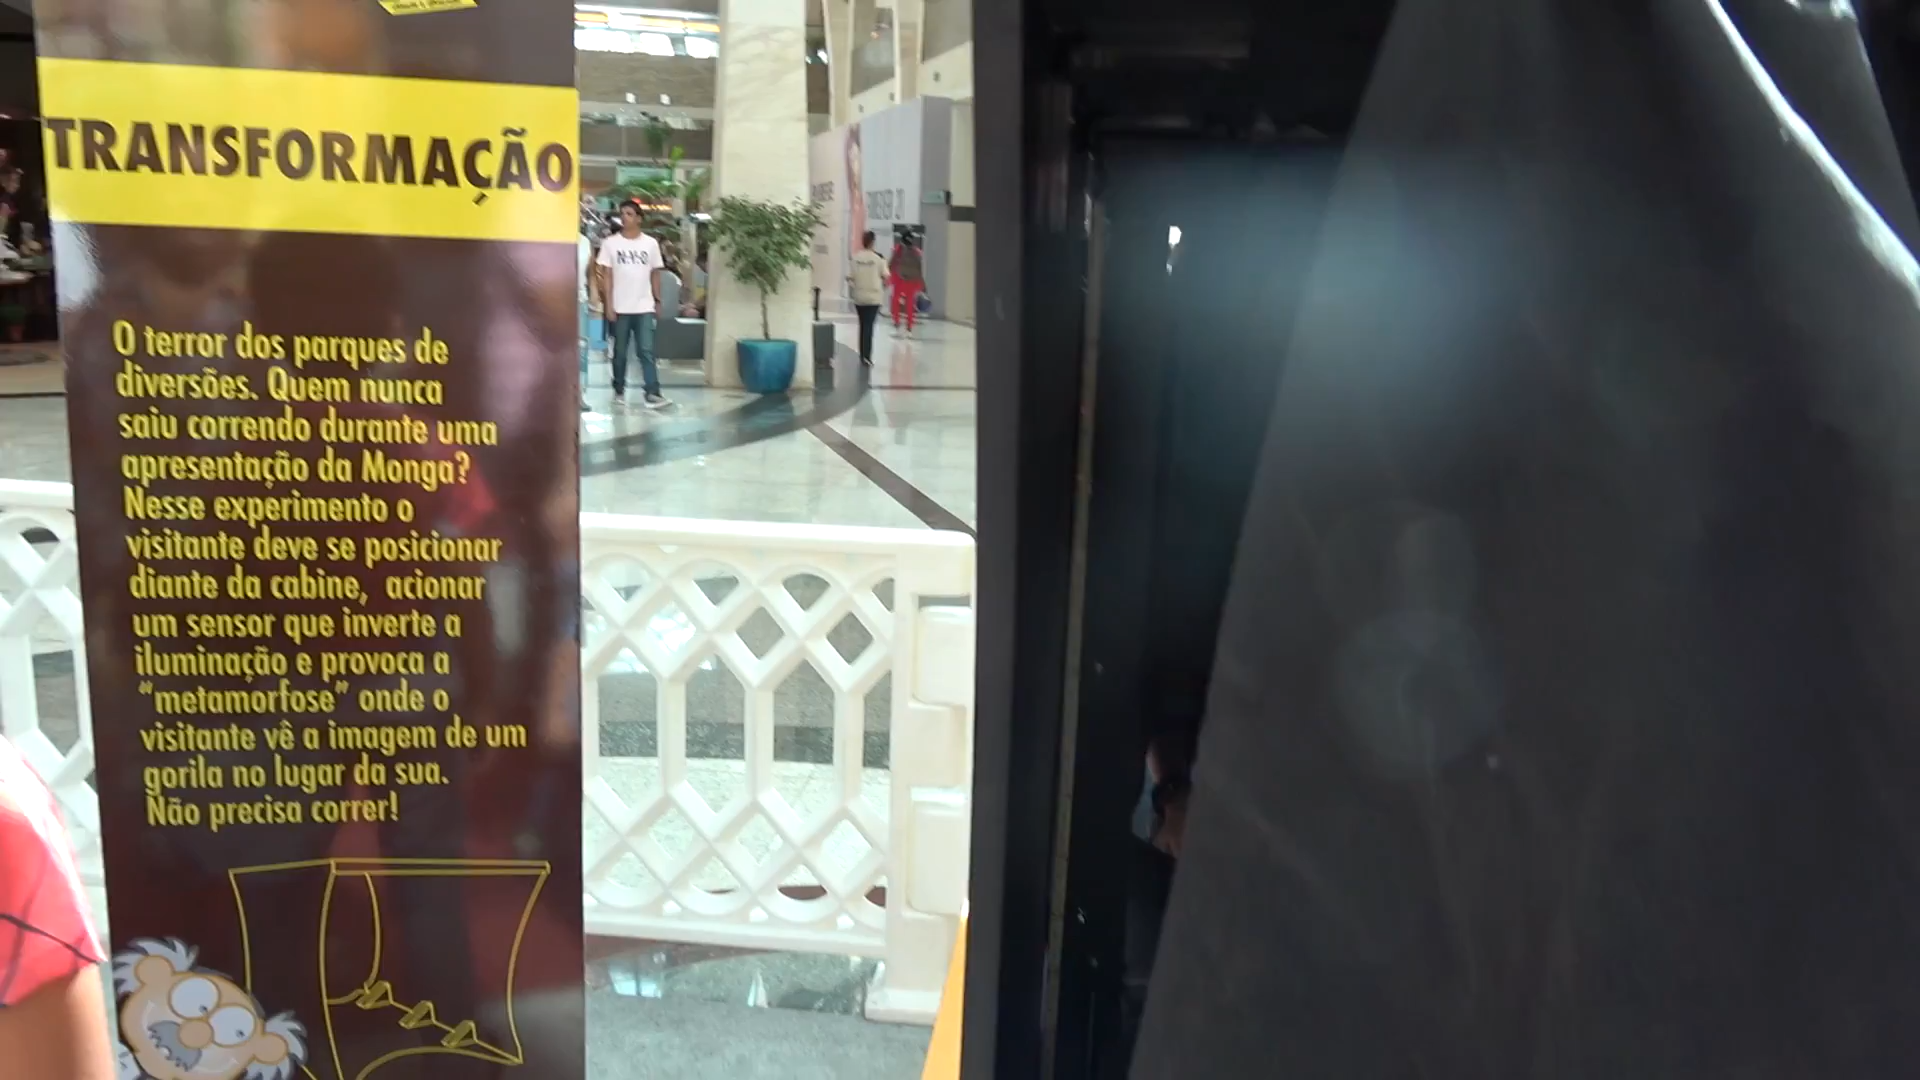 TRANSFORMAÇÃO
O terror dos parques de
diversões. Quem nunca
saiu correndo durante uma
apresentação da Monga?
Nesse experimento o
visitante deve se posicionar
diante da cabine, acionar
um sensor que inverte a
iluminação e provoca a
“metamorfose” onde o
visitante vê a imagem de um
gorila no lugar da sua.
Não precisa correr!
N.Y.C
FOREVER 21